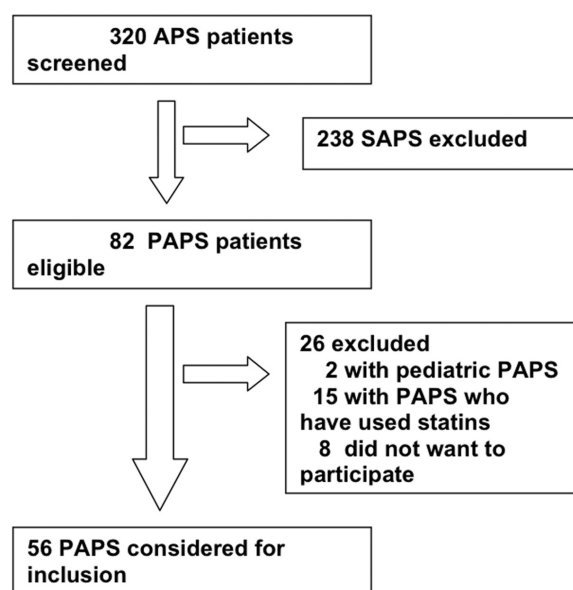 320 APS patients
screened
238 SAPS excluded
82 PAPS patients
eligible
26 excluded
2 with pediatric PAPS
15 with PAPS who
have used statins
8 did not want to
participate
56 PAPS considered for
inclusion